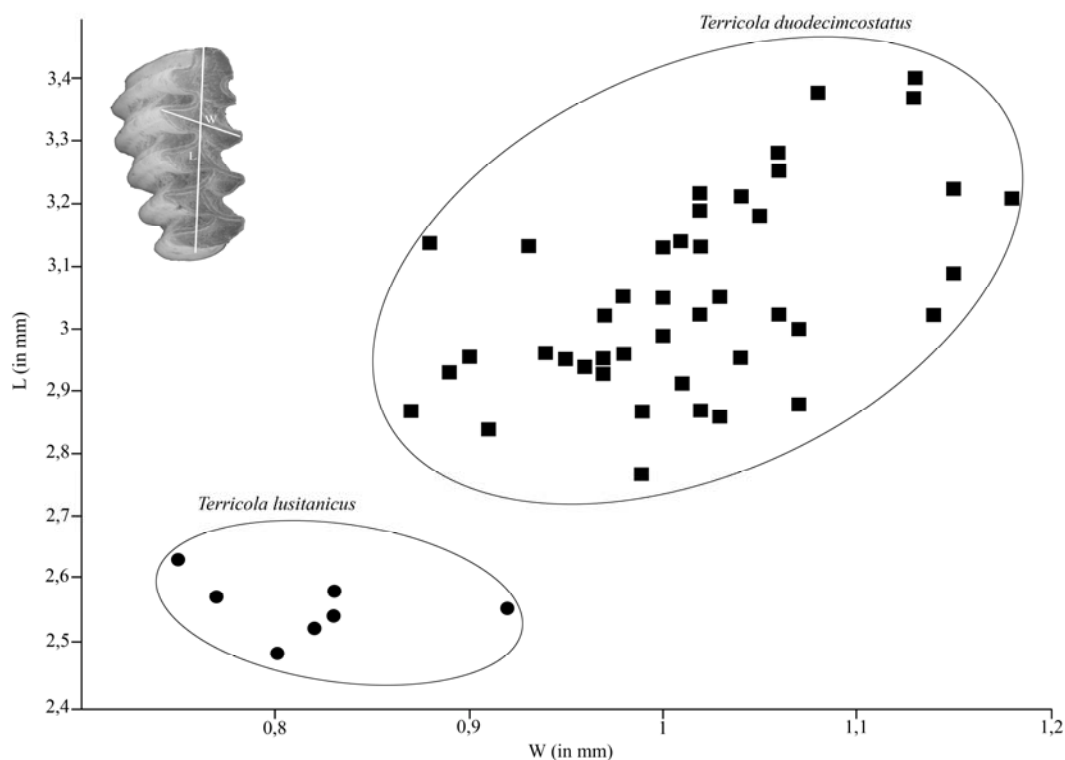 Terricola duodecimcostatus
3,4
3,3
3,2
3,1
3
2,9
2,8
2,7
2,6
2,5
2,4
L (in mm)
W
L
Terricola lusitanicus
0,8 0,9 1 1,1 1,2
W (in mm)